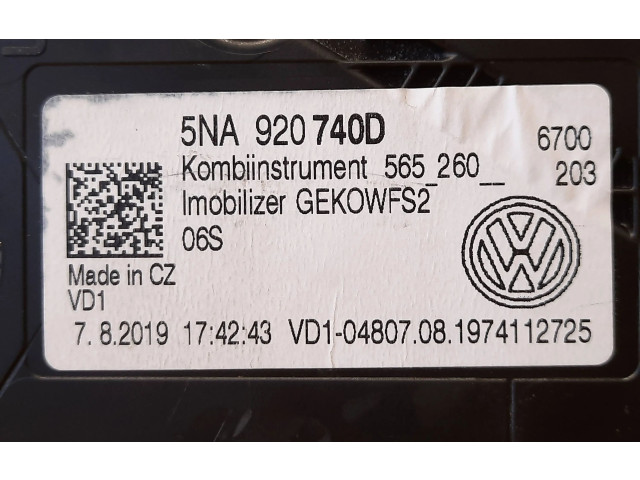 5NA 920 740D
6700
Kombiinstrument 565_260__
203
Imobilizer GEKOWFS2
06S
Made in CZ
VD1
7. 8.2019 17:42:43 VD1-04807.08.1974112725